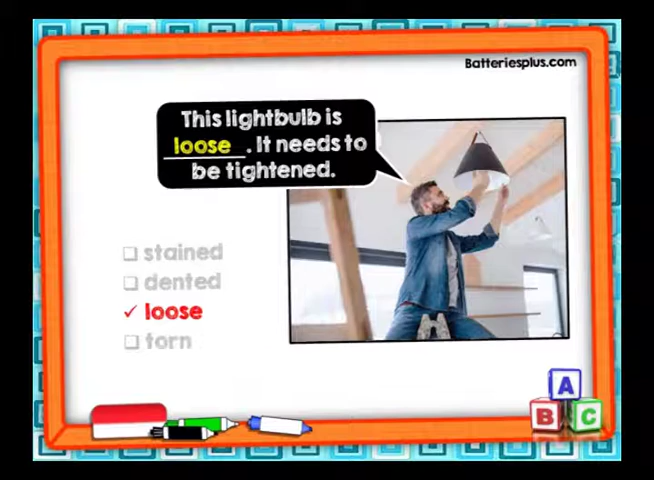 Batteriesplus.com
This lightbulb is
loose. It needs to
be tightened.
stained
dented
loose
torn
A
B C